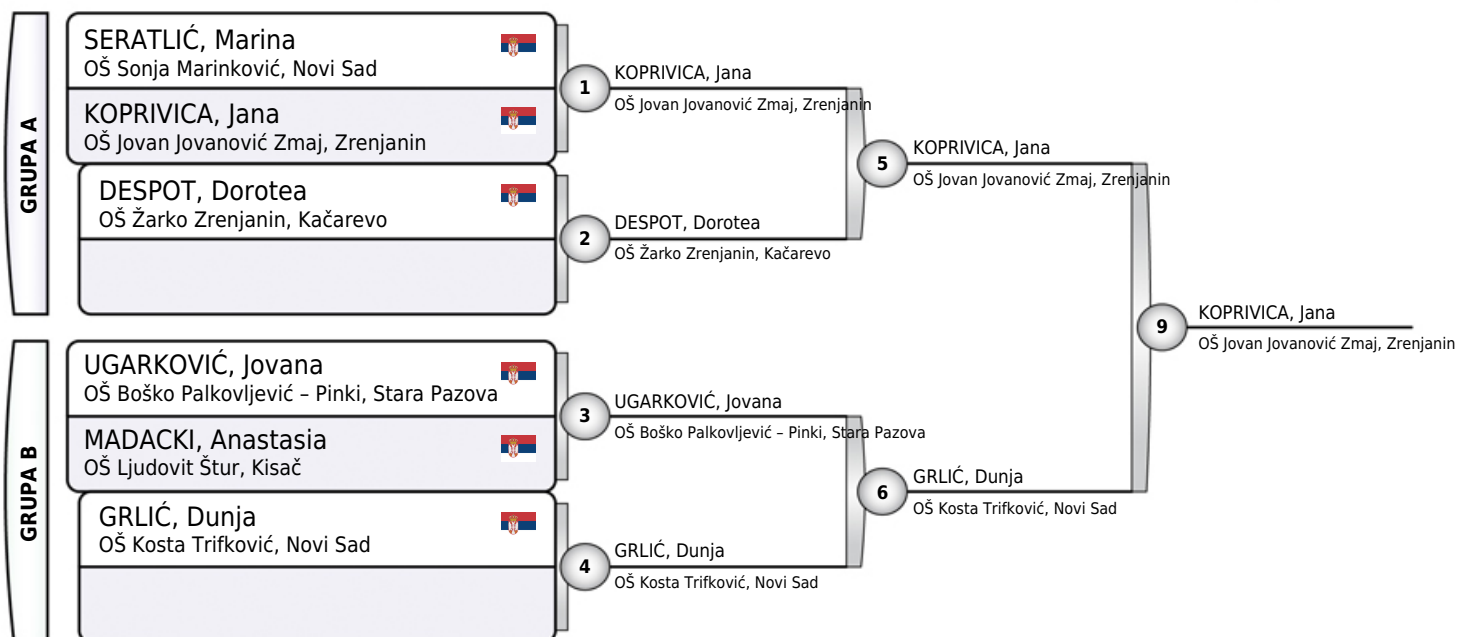 GRUPA A
SERATLIĆ, Marina
OŠ Sonja Marinković, Novi Sad
KOPRIVICA, Jana
OŠ Jovan Jovanović Zmaj, Zrenjanin
DESPOT, Dorotea
OŠ Žarko Zrenjanin, Kačarevo
1
KOPRIVICA, Jana
OŠ Jovan Jovanović Zmaj, Zrenjanin
2
DESPOT, Dorotea
OŠ Žarko Zrenjanin, Kačarevo
5
KOPRIVICA, Jana
OŠ Jovan Jovanović Zmaj, Zrenjanin
GRUPA B
UGARKOVIĆ, Jovana
OŠ Boško Palkovljević – Pinki, Stara Pazova
MADACKI, Anastasia
OŠ Ljudovit Štur, Kisač
GRLIĆ, Dunja
OŠ Kosta Trifković, Novi Sad
3
UGARKOVIĆ, Jovana
OŠ Boško Palkovljević – Pinki, Stara Pazova
4
GRLIĆ, Dunja
OŠ Kosta Trifković, Novi Sad
6
GRLIĆ, Dunja
OŠ Kosta Trifković, Novi Sad
9
KOPRIVICA, Jana
OŠ Jovan Jovanović Zmaj, Zrenjanin